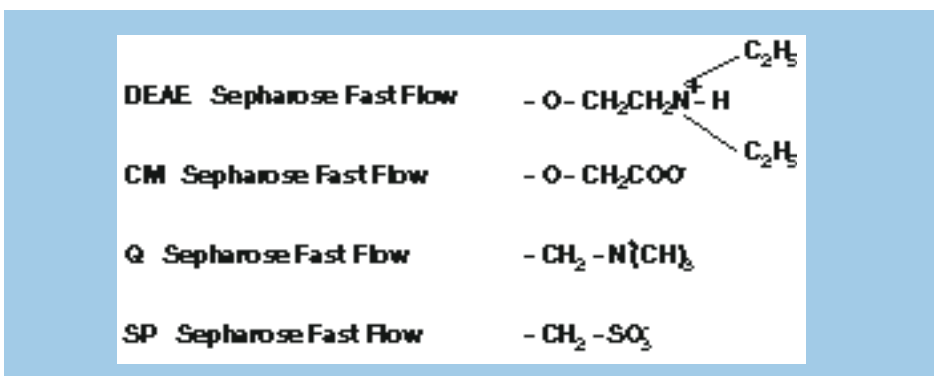 C₂H₅
DEAE Sepharose Fast Flow - O- CH₂CH₂N⁺- H
C₂H₅
CM Sepharose Fast Flow - O- CH₂COO⁻
Q Sepharose Fast Flow - CH₂ -N⁺(CH)₃
SP Sepharose Fast Flow - CH₂ -SO₃⁻